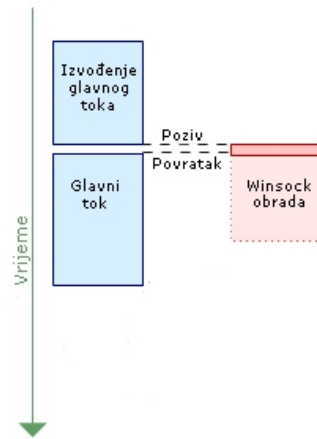 Izvođenje
glavnog
toka
Poziv
Povratak
Glavni
tok
Winsock
obrada
Vrijeme